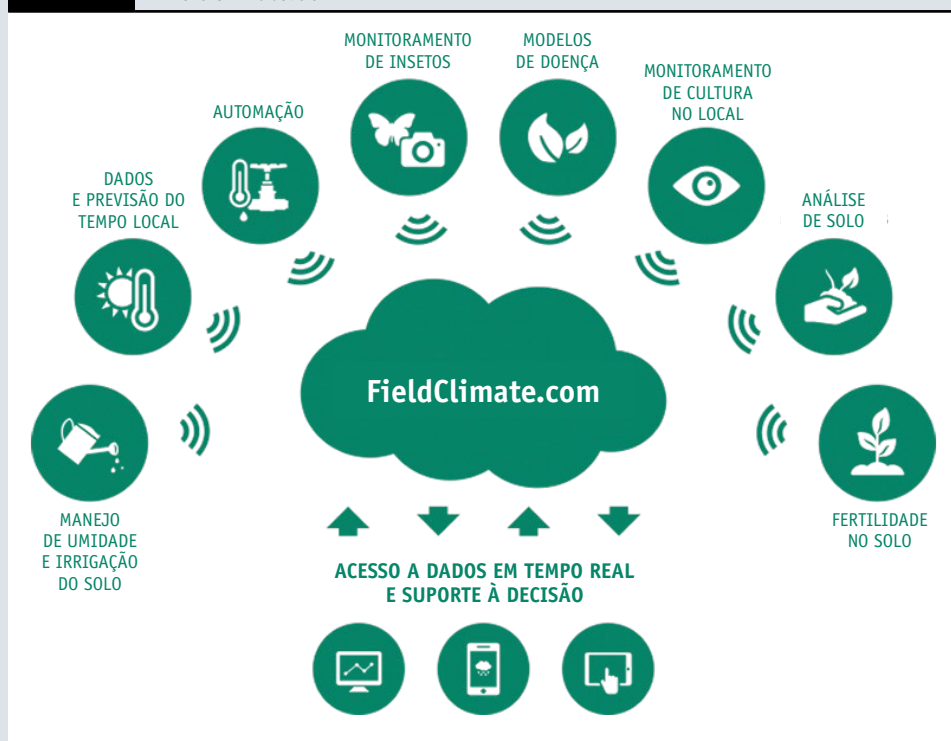 MONITORAMENTO
DE INSETOS
MODELOS
DE DOENÇA
MONITORAMENTO
DE CULTURA
NO LOCAL
AUTOMAÇÃO
DADOS
E PREVISÃO DO
TEMPO LOCAL
ANÁLISE
DE SOLO
FieldClimate.com
MANEJO
DE UMIDADE
E IRRIGAÇÃO
DO SOLO
FERTILIDADE
NO SOLO
ACESSO A DADOS EM TEMPO REAL
E SUPORTE À DECISÃO